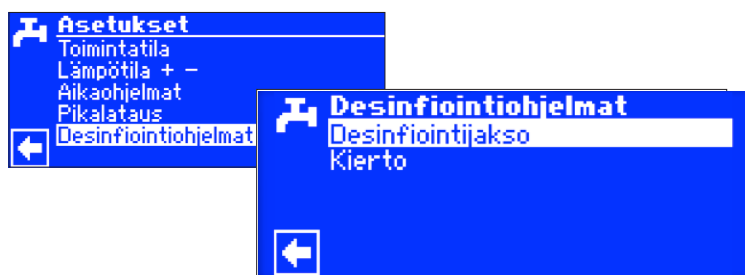 Asetukset
Toimintatila
Lämpötila + -
Aikaohjelmat
Pikalataus
Desinfiointiohjelmat
Desinfiointiohjelmat
Desinfiointijakso
Kierto